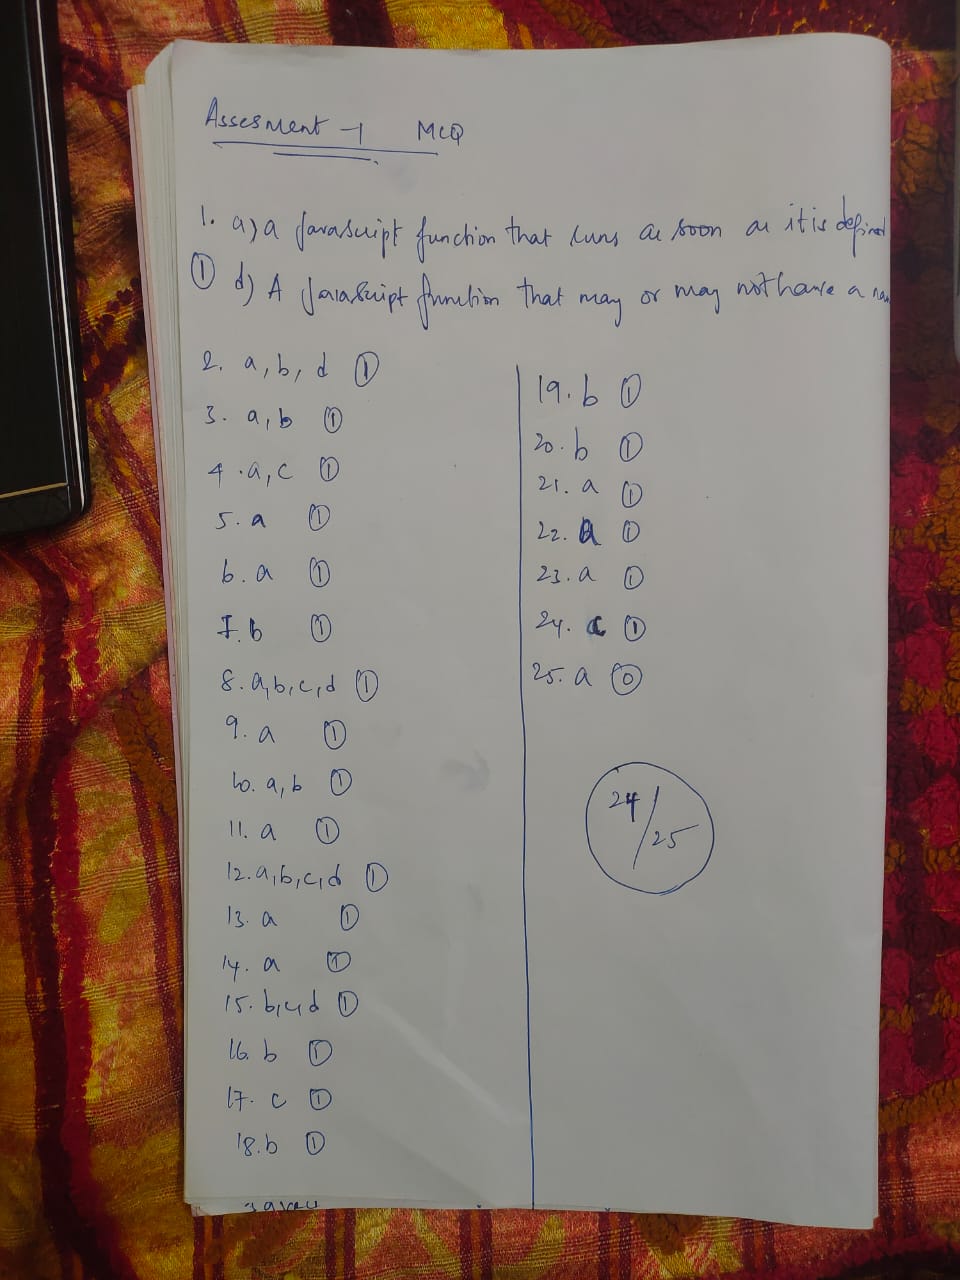 Assesment - 1 MCQ
1. a) a JavaScript function that runs as soon as it is defined
① d) A JavaScript function that may or may not have a na
2. a, b, d ①
3. a, b ①
4. a, c ①
5. a ①
6. a ①
7. b ①
8. a, b, c, d ①
9. a ①
10. a, b ①
11. a ①
12. a, b, c, d ①
13. a ①
14. a ①
15. b, c, d ①
16. b ①
17. c ①
18. b ①
19. b ①
20. b ①
21. a ①
22. a ①
23. a ①
24. c ①
25. a ⓪
24/25